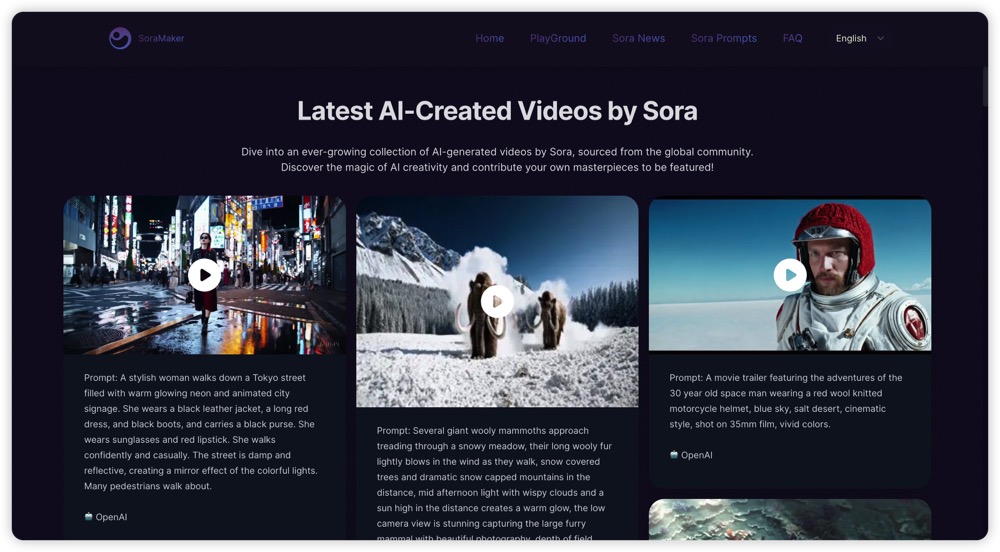 SoraMaker
Home
PlayGround
Sora News
Sora Prompts
FAQ
English
Latest AI-Created Videos by Sora
Dive into an ever-growing collection of AI-generated videos by Sora, sourced from the global community.
Discover the magic of AI creativity and contribute your own masterpieces to be featured!
Prompt: A stylish woman walks down a Tokyo street
filled with warm glowing neon and animated city
signage. She wears a black leather jacket, a long red
dress, and black boots, and carries a black purse. She
wears sunglasses and red lipstick. She walks
confidently and casually. The street is damp and
reflective, creating a mirror effect of the colorful lights.
Many pedestrians walk about.
OpenAI
Prompt: Several giant wooly mammoths approach
treading through a snowy meadow, their long wooly fur
lightly blows in the wind as they walk, snow covered
trees and dramatic snow capped mountains in the
distance, mid afternoon light with wispy clouds and a
sun high in the distance creates a warm glow, the low
camera view is stunning capturing the large furry
mammal with beautiful photography, depth of field
Prompt: A movie trailer featuring the adventures of the
30 year old space man wearing a red wool knitted
motorcycle helmet, blue sky, salt desert, cinematic
style, shot on 35mm film, vivid colors.
OpenAI